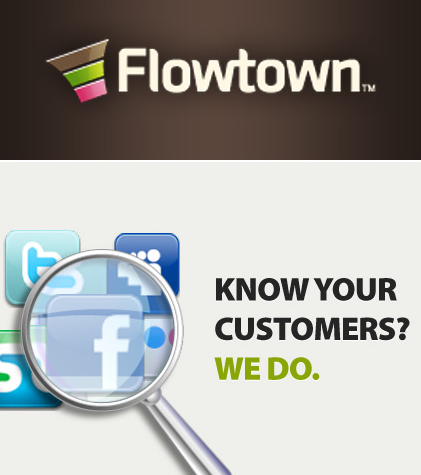 Flowtown™
t
f
S
KNOW YOUR
CUSTOMERS?
WE DO.